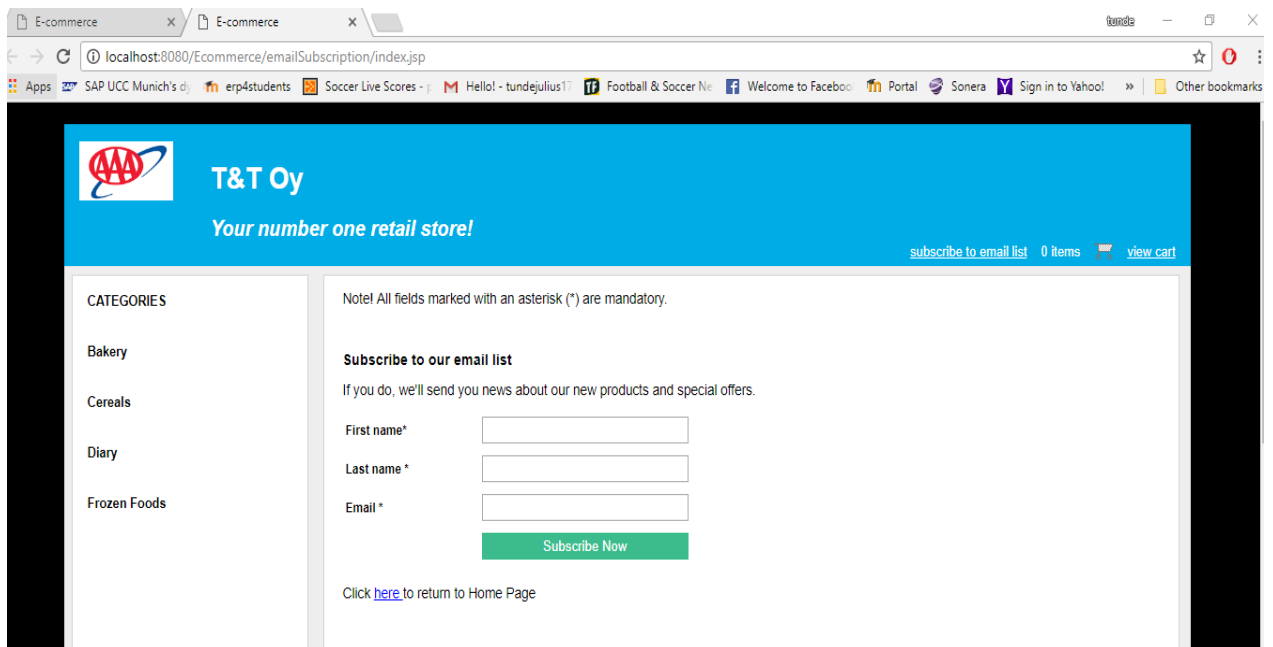 E-commerce
E-commerce
tunde
localhost:8080/Ecommerce/emailSubscription/index.jsp
Apps SAP UCC Munich's dy erp4students Soccer Live Scores - Hello! - tundejulius17 Football & Soccer Ne Welcome to Faceboo Portal Sonera Sign in to Yahoo! » Other bookmarks
AAA
T&T Oy
Your number one retail store!
subscribe to email list 0 items view cart
CATEGORIES
Bakery
Cereals
Diary
Frozen Foods
Note! All fields marked with an asterisk (*) are mandatory.
Subscribe to our email list
If you do, we'll send you news about our new products and special offers.
First name*
Last name *
Email *
Subscribe Now
Click here to return to Home Page